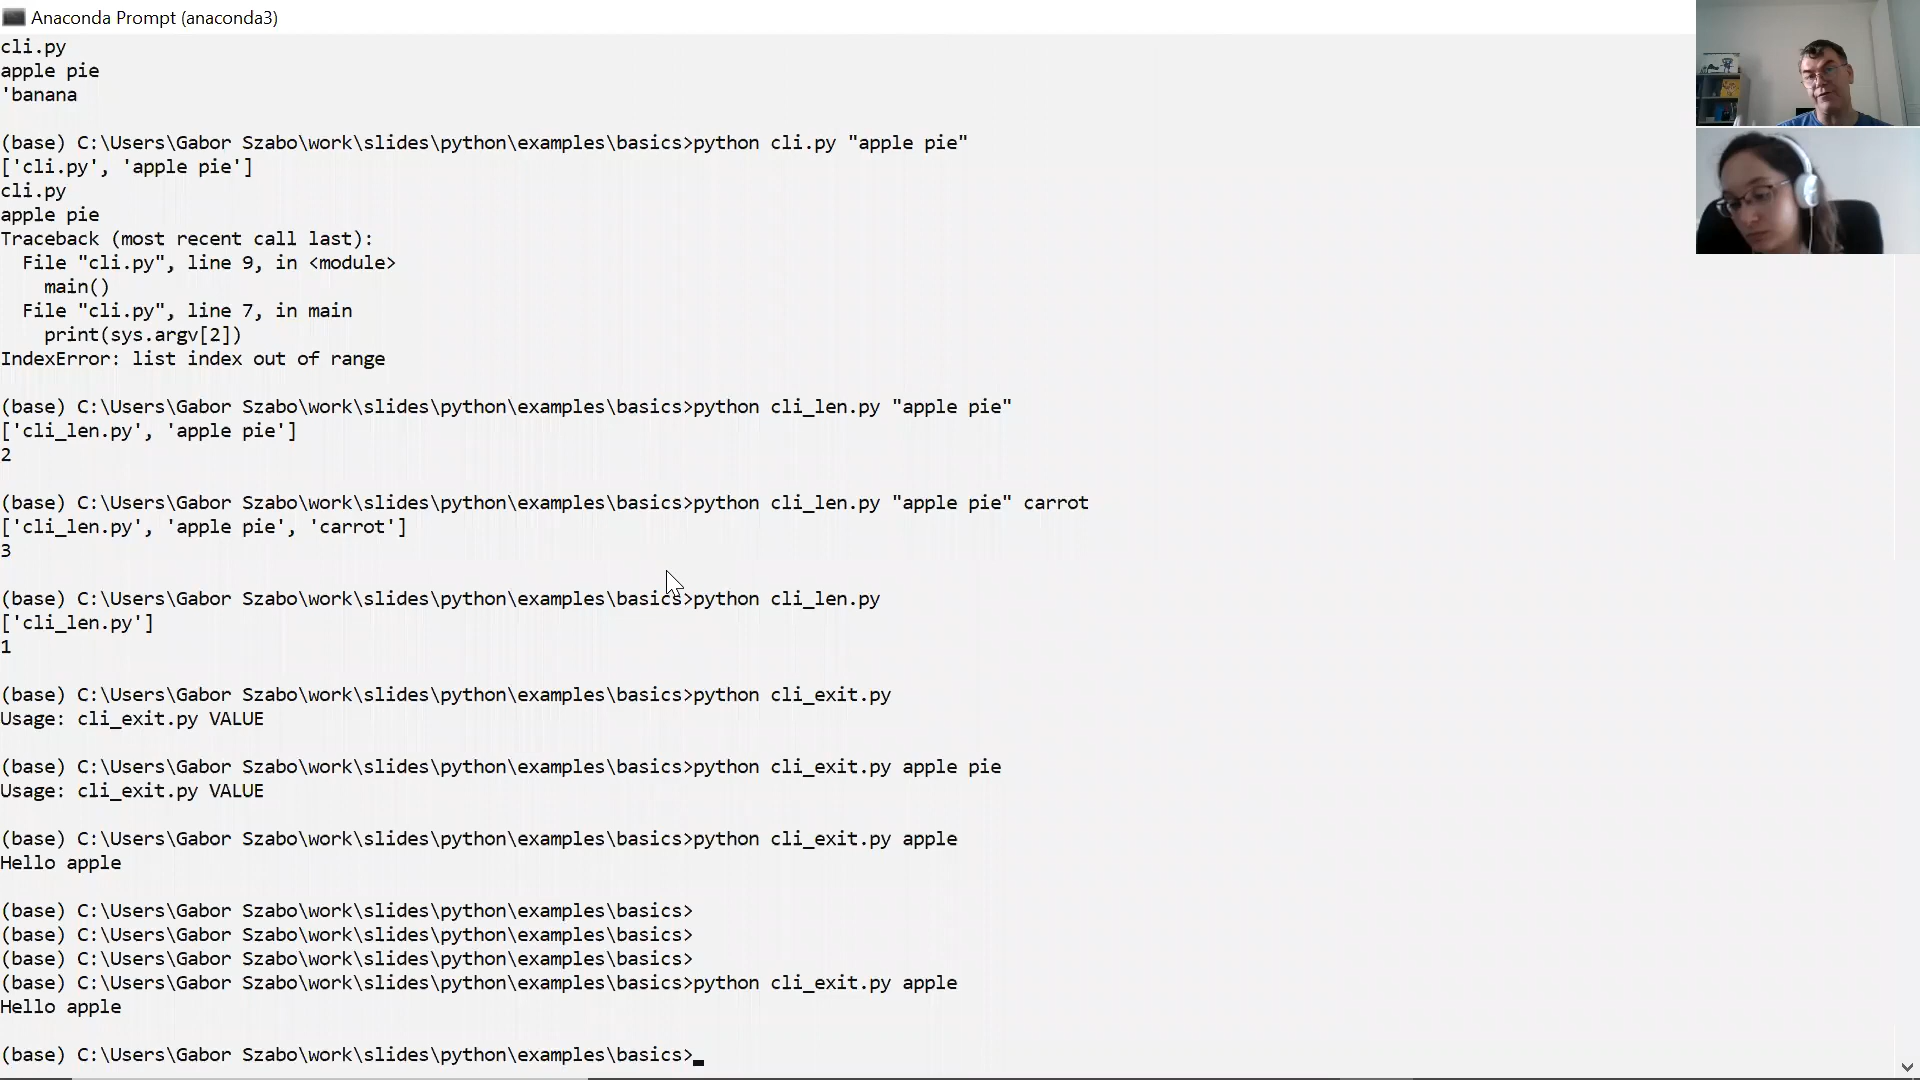 Anaconda Prompt (anaconda3)
cli.py
apple pie
'banana
(base) C:\Users\Gabor Szabo\work\slides\python\examples\basics>python cli.py "apple pie"
['cli.py', 'apple pie']
cli.py
apple pie
Traceback (most recent call last):
  File "cli.py", line 9, in <module>
    main()
  File "cli.py", line 7, in main
    print(sys.argv[2])
IndexError: list index out of range
(base) C:\Users\Gabor Szabo\work\slides\python\examples\basics>python cli_len.py "apple pie"
['cli_len.py', 'apple pie']
2
(base) C:\Users\Gabor Szabo\work\slides\python\examples\basics>python cli_len.py "apple pie" carrot
['cli_len.py', 'apple pie', 'carrot']
3
(base) C:\Users\Gabor Szabo\work\slides\python\examples\basics>python cli_len.py
['cli_len.py']
1
(base) C:\Users\Gabor Szabo\work\slides\python\examples\basics>python cli_exit.py
Usage: cli_exit.py VALUE
(base) C:\Users\Gabor Szabo\work\slides\python\examples\basics>python cli_exit.py apple pie
Usage: cli_exit.py VALUE
(base) C:\Users\Gabor Szabo\work\slides\python\examples\basics>python cli_exit.py apple
Hello apple
(base) C:\Users\Gabor Szabo\work\slides\python\examples\basics>
(base) C:\Users\Gabor Szabo\work\slides\python\examples\basics>
(base) C:\Users\Gabor Szabo\work\slides\python\examples\basics>
(base) C:\Users\Gabor Szabo\work\slides\python\examples\basics>python cli_exit.py apple
Hello apple
(base) C:\Users\Gabor Szabo\work\slides\python\examples\basics>